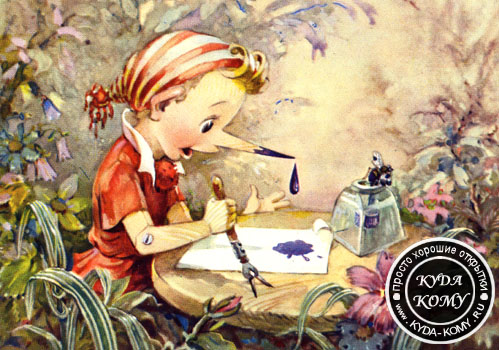 ПРОСТО ХОРОШИЕ ОТКРЫТКИ
КУДА
КОМУ
WWW.KYDA-KOMY.RU